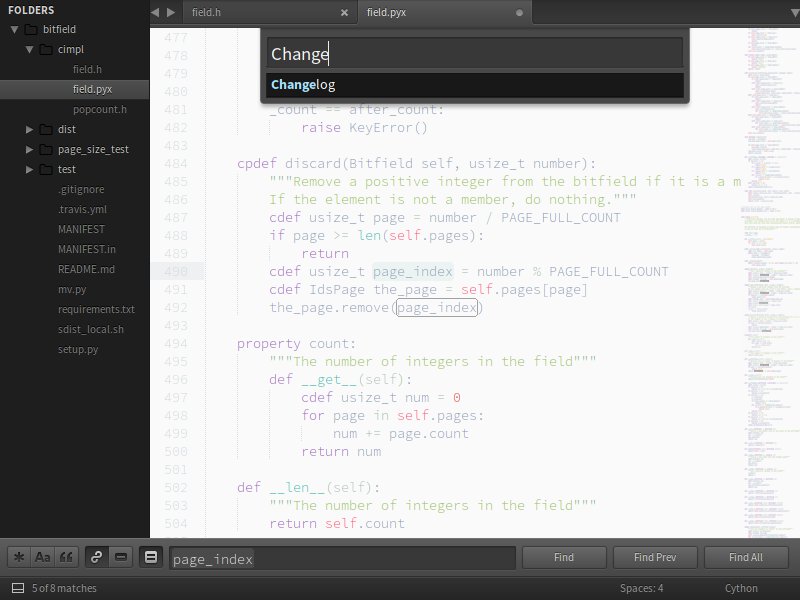 FOLDERS
bitfield
cimpl
field.h
field.pyx
popcount.h
dist
page_size_test
test
.gitignore
.travis.yml
MANIFEST
MANIFEST.in
README.md
mv.py
requirements.txt
sdist_local.sh
setup.py
field.h
field.pyx
Change
Changelog
477
478
479
480
481 _count == after_count:
482 raise KeyError()
483
484 cpdef discard(Bitfield self, usize_t number):
485 """Remove a positive integer from the bitfield if it is a m
486 If the element is not a member, do nothing."""
487 cdef usize_t page = number / PAGE_FULL_COUNT
488 if page >= len(self.pages):
489 return
490 cdef usize_t page_index = number % PAGE_FULL_COUNT
491 cdef IdsPage the_page = self.pages[page]
492 the_page.remove(page_index)
493
494 property count:
495 """The number of integers in the field"""
496 def __get__(self):
497 cdef usize_t num = 0
498 for page in self.pages:
499 num += page.count
500 return num
501
502 def __len__(self):
503 """The number of integers in the field"""
504 return self.count
Aa
page_index
Find
Find Prev
Find All
5 of 8 matches
Spaces: 4
Cython